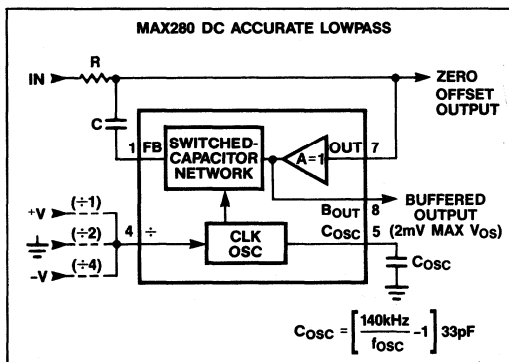 MAX280 DC ACCURATE LOWPASS
R
IN
ZERO
OFFSET
OUTPUT
C
1 FB
SWITCHED-
CAPACITOR
NETWORK
A=1
OUT 7
BUFFERED
OUTPUT
(2mV MAX VOS)
BOUT 8
+V (÷1)
(÷2)
-V (÷4)
4 ÷
CLK
OSC
COSC 5
COSC
COSC = [140kHz/fOSC -1] 33pF